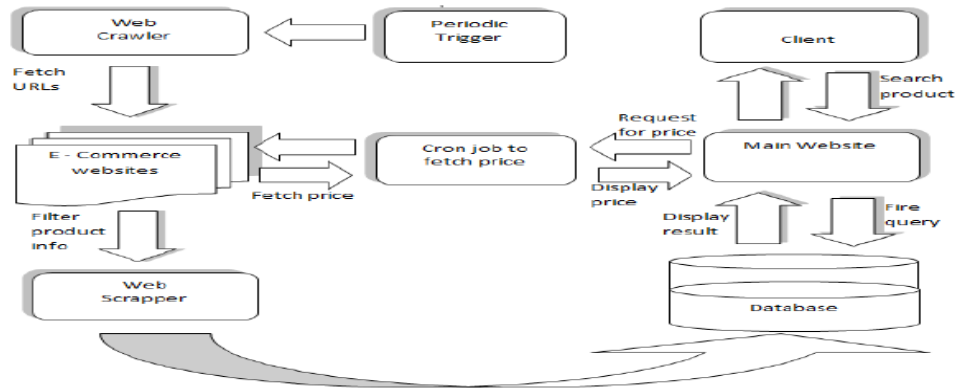 Web
Crawler
Periodic
Trigger
Client
Fetch
URLs
Search
product
Request
for price
E - Commerce
websites
Cron job to
fetch price
Main Website
Fetch price
Display
price
Filter
product
info
Display
result
Fire
query
Web
Scrapper
Database